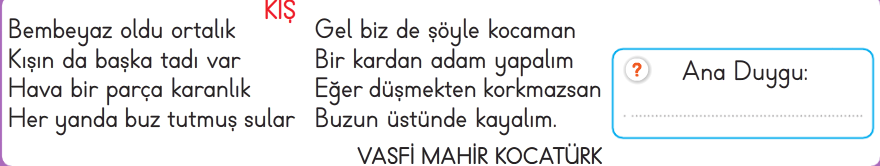 KIŞ
Bembeyaz oldu ortalık
Kışın da başka tadı var
Hava bir parça karanlık
Her yanda buz tutmuş sular
Gel biz de şöyle kocaman
Bir kardan adam yapalım
Eğer düşmekten korkmazsan
Buzun üstünde kayalım.
VASFİ MAHİR KOCATÜRK
? Ana Duygu: